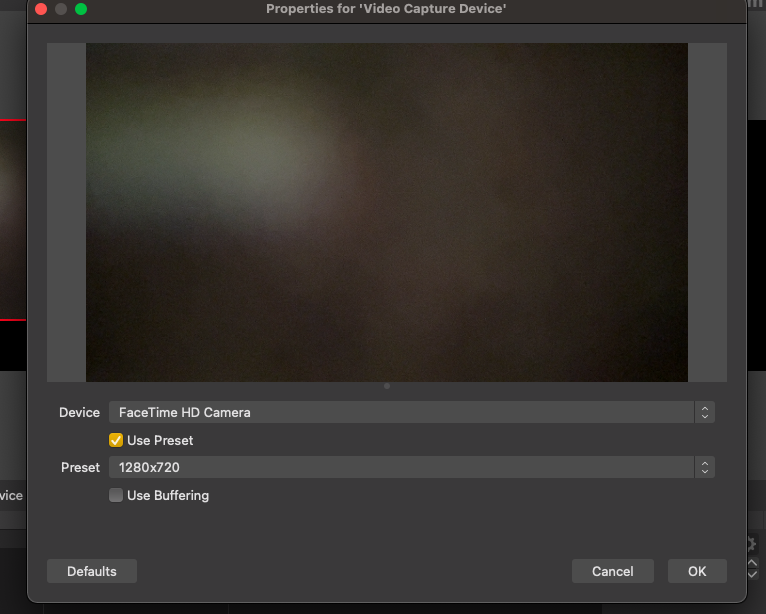 Properties for 'Video Capture Device'
Device FaceTime HD Camera
Use Preset
Preset 1280x720
vice
Use Buffering
Defaults Cancel OK